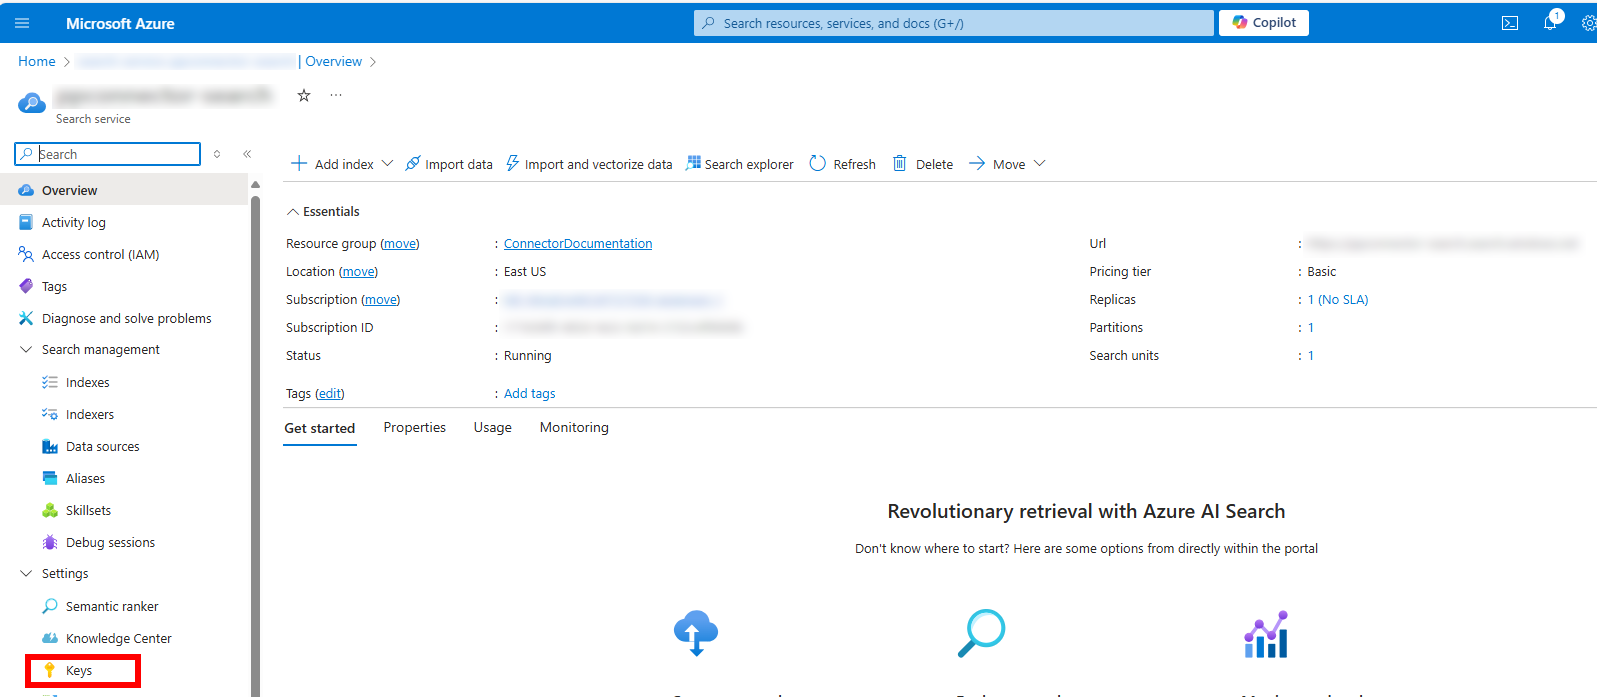 Microsoft Azure
Search resources, services, and docs (G+/)
Copilot
1
Home > | Overview >
Search service
Search
Add index
Import data
Import and vectorize data
Search explorer
Refresh
Delete
Move
Overview
Activity log
Access control (IAM)
Tags
Diagnose and solve problems
Search management
Indexes
Indexers
Data sources
Aliases
Skillsets
Debug sessions
Settings
Semantic ranker
Knowledge Center
Keys
Essentials
Resource group (move) : ConnectorDocumentation
Location (move) : East US
Subscription (move) :
Subscription ID :
Status : Running
Tags (edit) : Add tags
Url :
Pricing tier : Basic
Replicas : 1 (No SLA)
Partitions : 1
Search units : 1
Get started
Properties
Usage
Monitoring
Revolutionary retrieval with Azure AI Search
Don't know where to start? Here are some options from directly within the portal